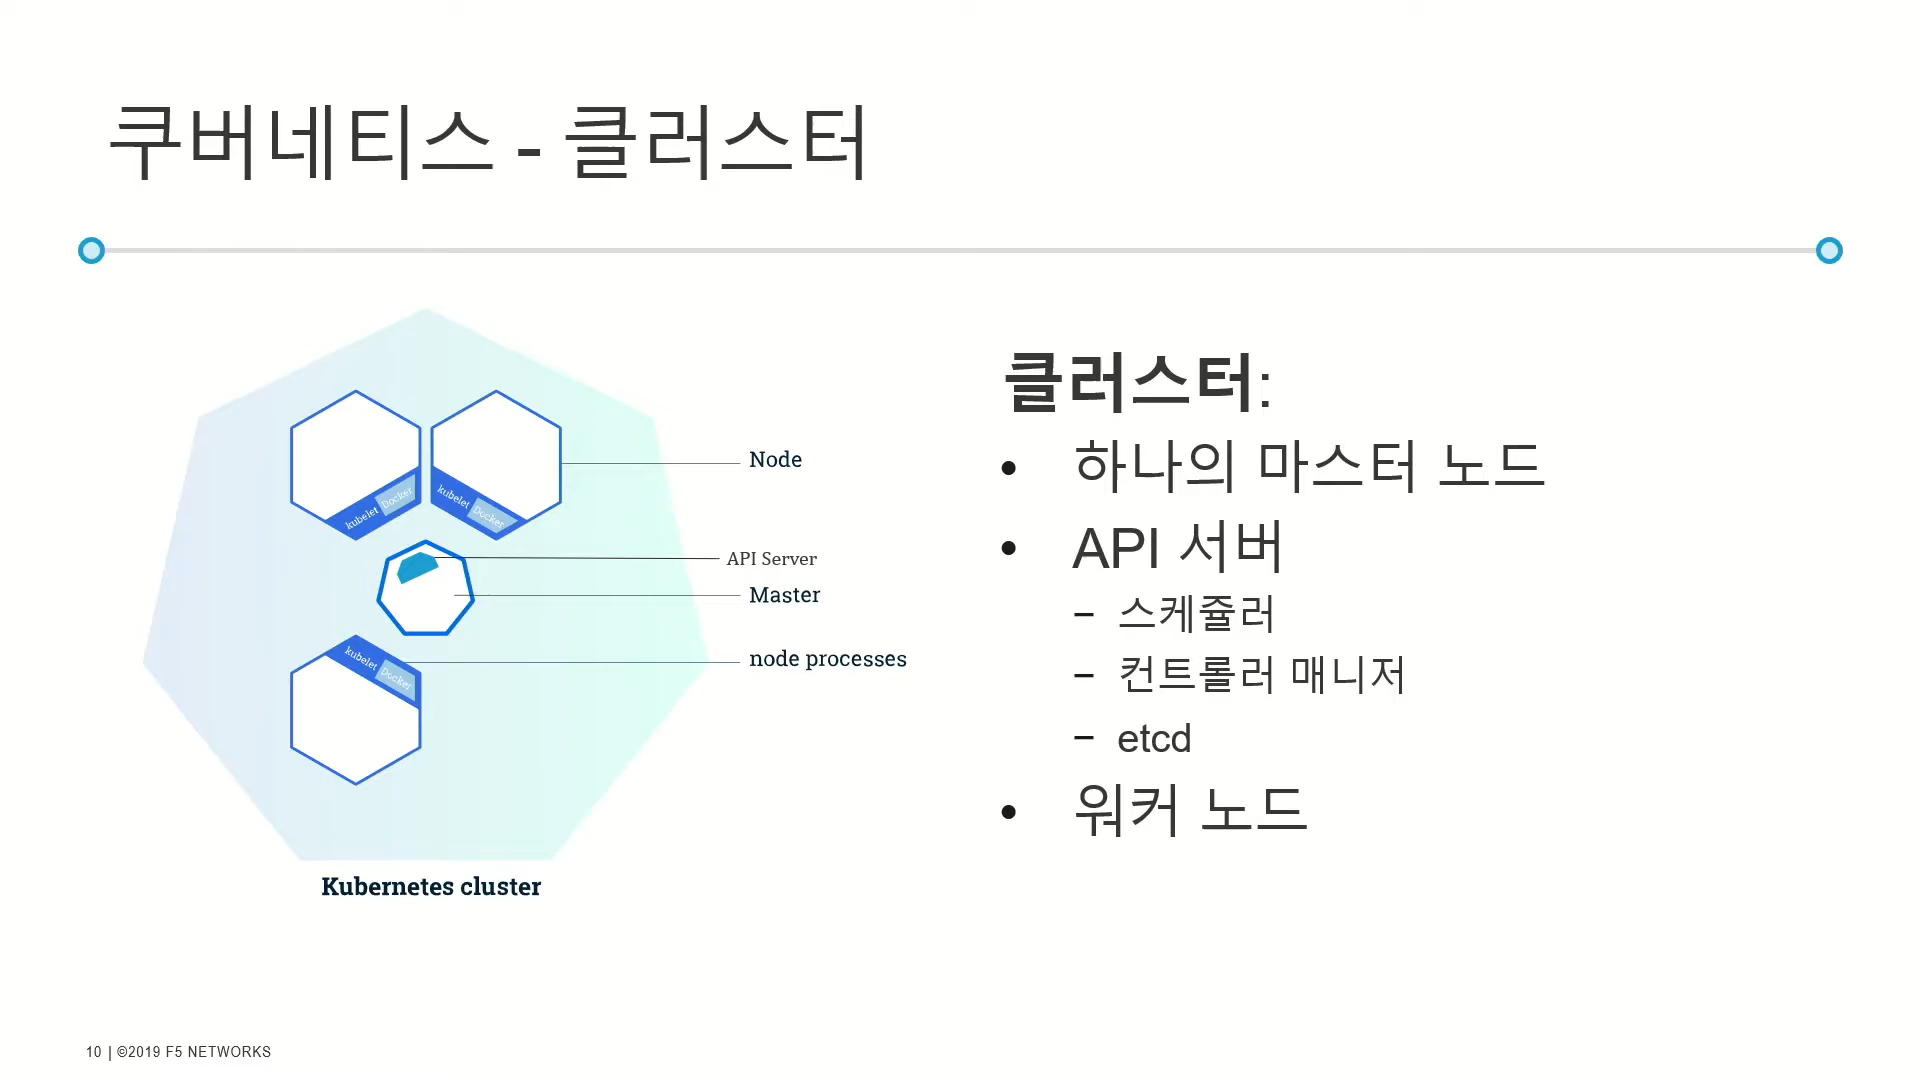 쿠버네티스 - 클러스터
kubelet Docker
kubelet Docker
Node
API Server
Master
kubelet Docker
node processes
Kubernetes cluster
클러스터:
• 하나의 마스터 노드
• API 서버
– 스케쥴러
– 컨트롤러 매니저
– etcd
• 워커 노드
10 | ©2019 F5 NETWORKS